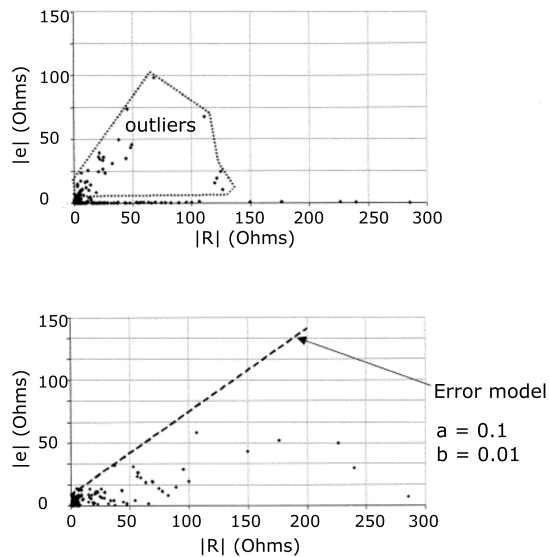 150
100
50
0
|e| (Ohms)
outliers
0 50 100 150 200 250 300
|R| (Ohms)
150
100
50
0
|e| (Ohms)
Error model
a = 0.1
b = 0.01
0 50 100 150 200 250 300
|R| (Ohms)